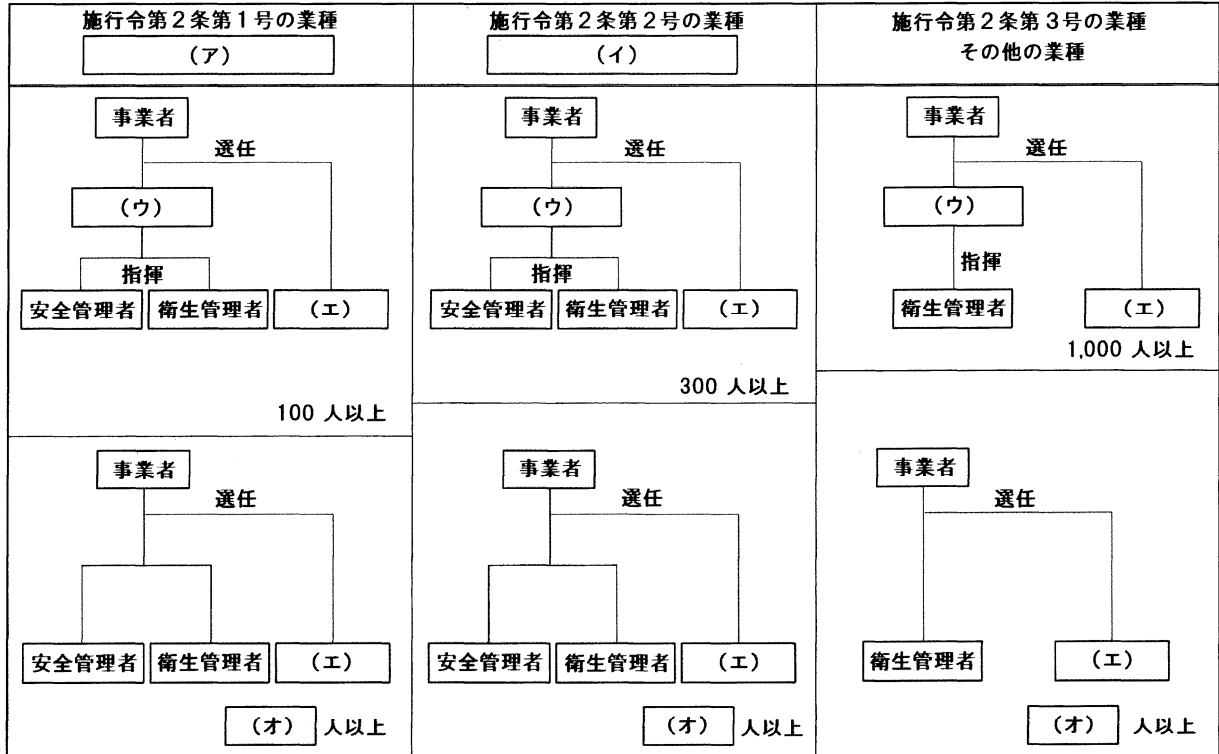 施行令第2条第1号の業種
(ア)
施行令第2条第2号の業種
(イ)
施行令第2条第3号の業種
その他の業種
事業者
選任
(ウ)
指揮
安全管理者
衛生管理者
(エ)
100 人以上
事業者
選任
(ウ)
指揮
安全管理者
衛生管理者
(エ)
300 人以上
事業者
選任
(ウ)
指揮
衛生管理者
(エ)
1,000 人以上
事業者
選任
安全管理者
衛生管理者
(エ)
(オ) 人以上
事業者
選任
安全管理者
衛生管理者
(エ)
(オ) 人以上
事業者
選任
衛生管理者
(エ)
(オ) 人以上